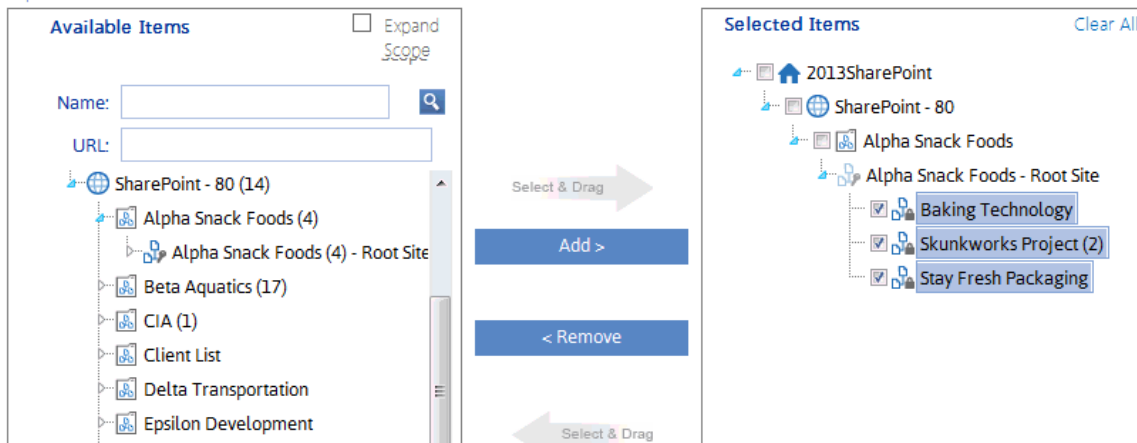 Available Items
Expand
Scope
Name:
URL:
SharePoint - 80 (14)
Alpha Snack Foods (4)
Alpha Snack Foods (4) - Root Site
Beta Aquatics (17)
CIA (1)
Client List
Delta Transportation
Epsilon Development
Select & Drag
Add >
< Remove
Select & Drag
Selected Items
Clear All
2013SharePoint
SharePoint - 80
Alpha Snack Foods
Alpha Snack Foods - Root Site
Baking Technology
Skunkworks Project (2)
Stay Fresh Packaging